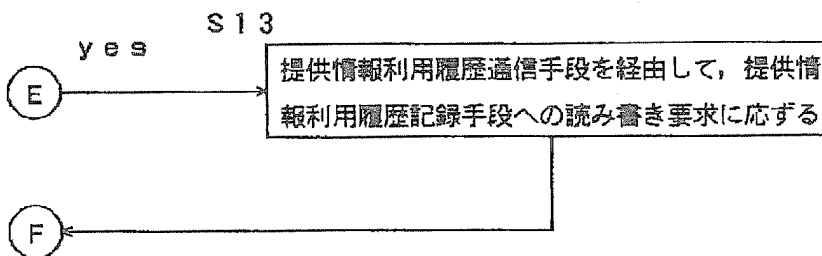 S13
yes
E
提供情報利用履歴通信手段を経由して，提供情
報利用履歴記録手段への読み書き要求に応ずる
F